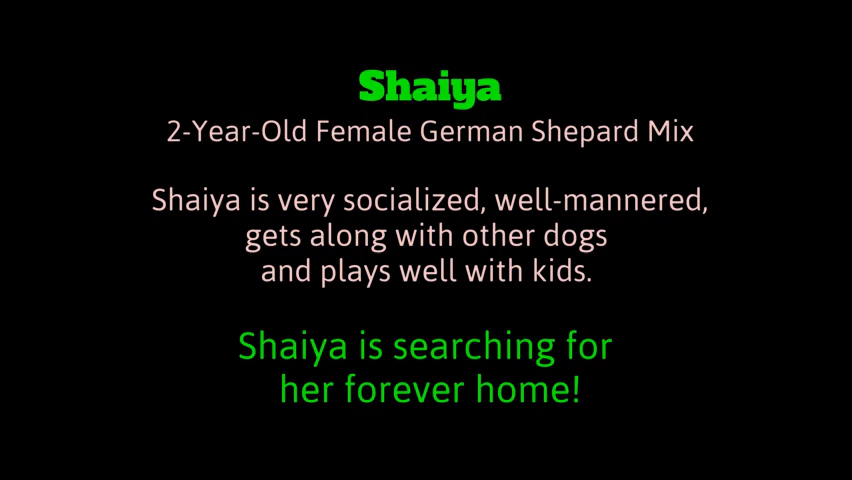 Shaiya
2-Year-Old Female German Shepard Mix
Shaiya is very socialized, well-mannered,
gets along with other dogs
and plays well with kids.
Shaiya is searching for
her forever home!